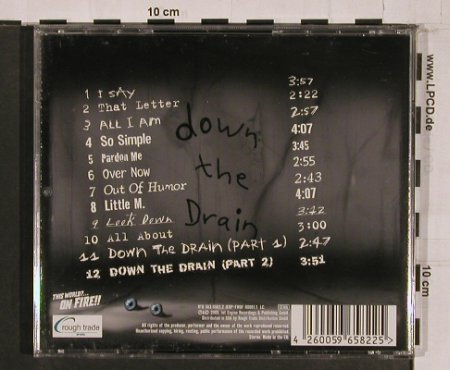 10 cm
www.LPCD.de
10 cm
down
the
Drain
1 I SAY 3:57
2 That Letter 2:22
3 ALL I AM 2:57
4 So Simple 4:07
5 Pardon Me 3:45
6 Over Now 2:55
7 Out Of Humor 2:43
8 Little M. 4:07
9 Look Down 3:42
10 All About 3:00
11 DOWN THE DRAIN (PART 1) 2:47
12 DOWN THE DRAIN (PART 2) 3:51
THIS WORLD?...
ON FIRE!!
rough trade
4 260059 658225 >